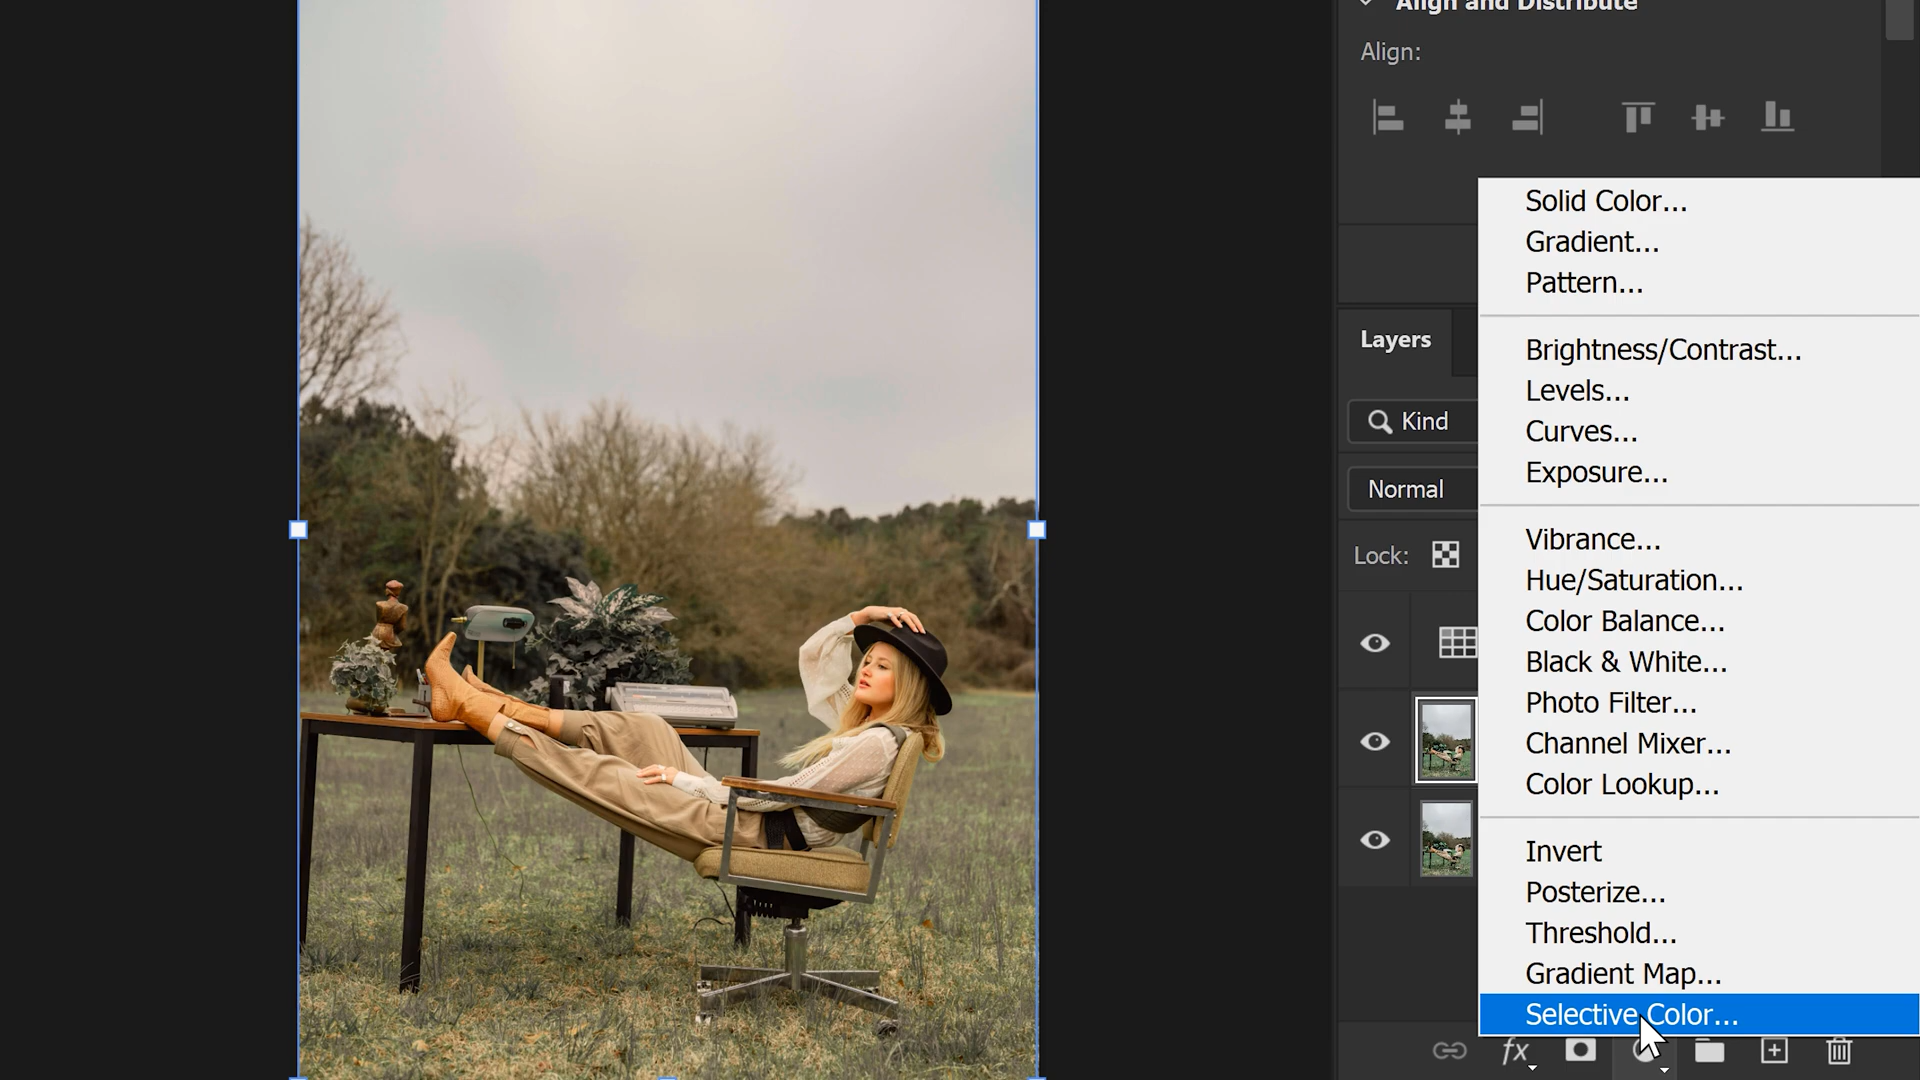 Align and Distribute
Align:
Solid Color...
Gradient...
Pattern...
Layers
Brightness/Contrast...
Levels...
Kind
Curves...
Exposure...
Normal
Vibrance...
Lock:
Hue/Saturation...
Color Balance...
Black & White...
Photo Filter...
Channel Mixer...
Color Lookup...
Invert
Posterize...
Threshold...
Gradient Map...
Selective Color...
fx